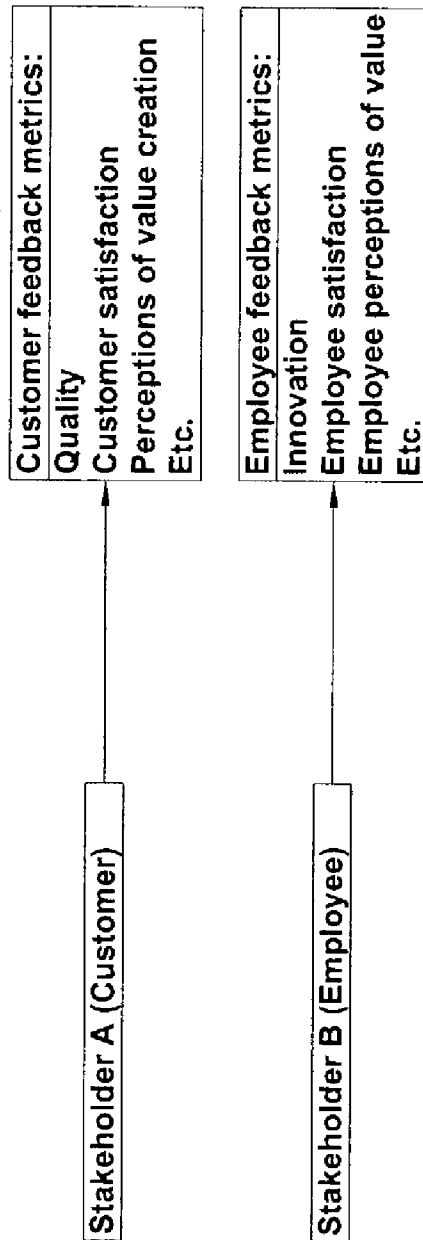 Stakeholder A (Customer)
Customer feedback metrics:
Quality
Customer satisfaction
Perceptions of value creation
Etc.
Stakeholder B (Employee)
Employee feedback metrics:
Innovation
Employee satisfaction
Employee perceptions of value
Etc.